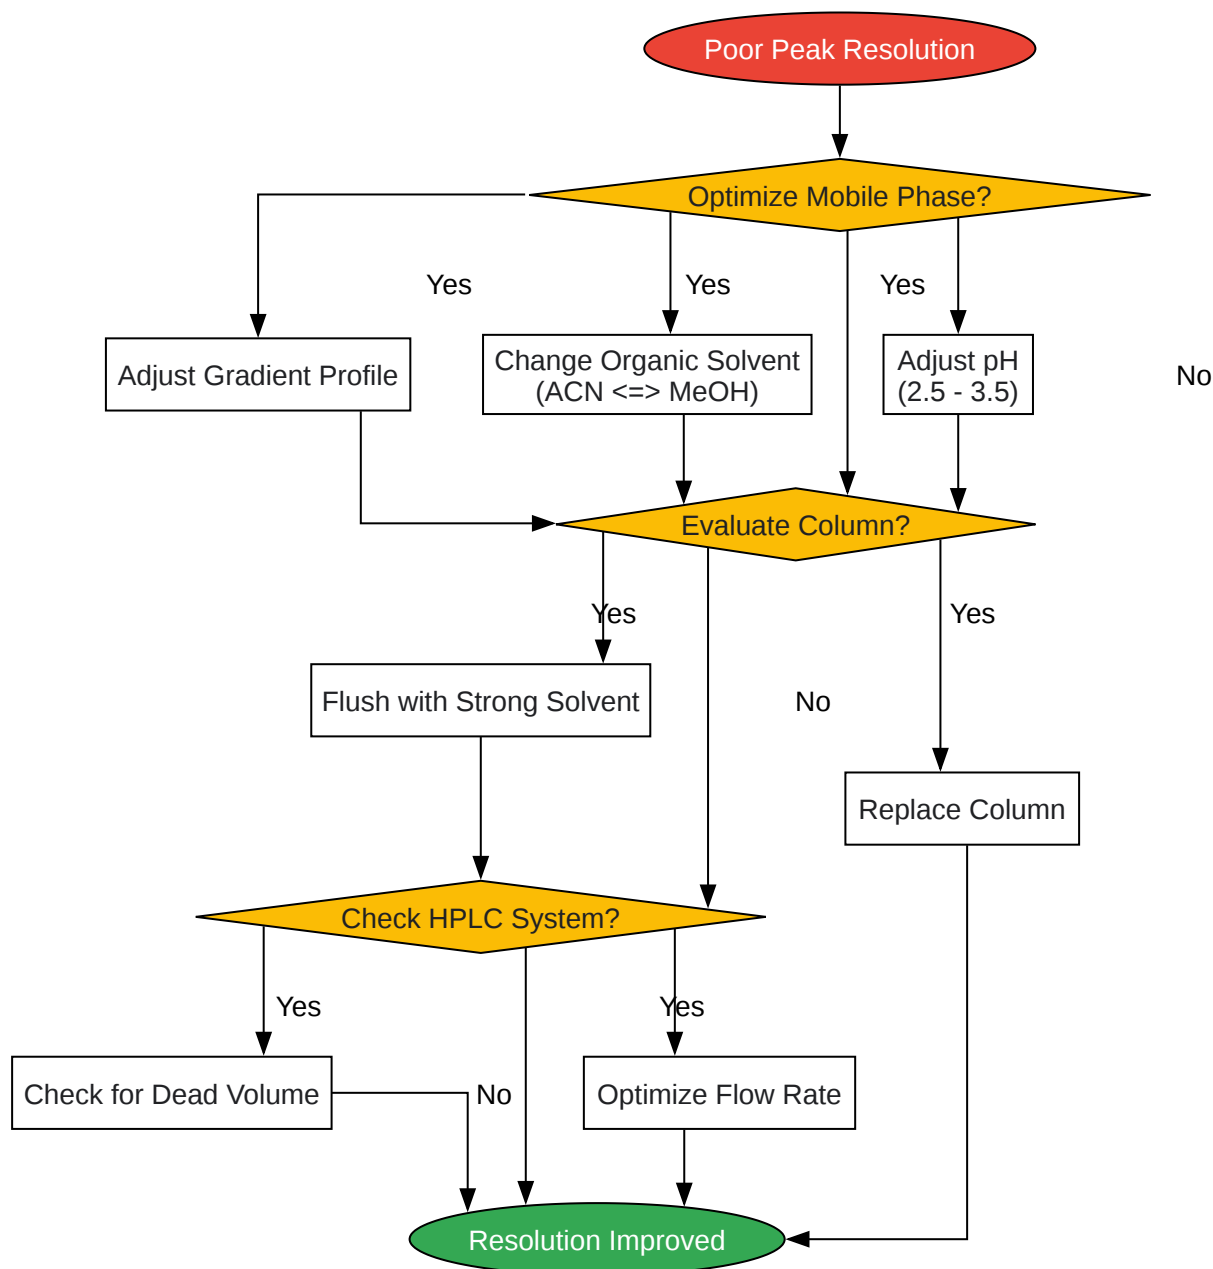 Poor Peak Resolution
Optimize Mobile Phase?
Yes
Yes
Yes
Adjust Gradient Profile
Change Organic Solvent
(ACN <=> MeOH)
Adjust pH
(2.5 - 3.5)
No
Evaluate Column?
Yes
Yes
Flush with Strong Solvent
No
Replace Column
Check HPLC System?
Yes
Yes
Check for Dead Volume
No
Optimize Flow Rate
Resolution Improved